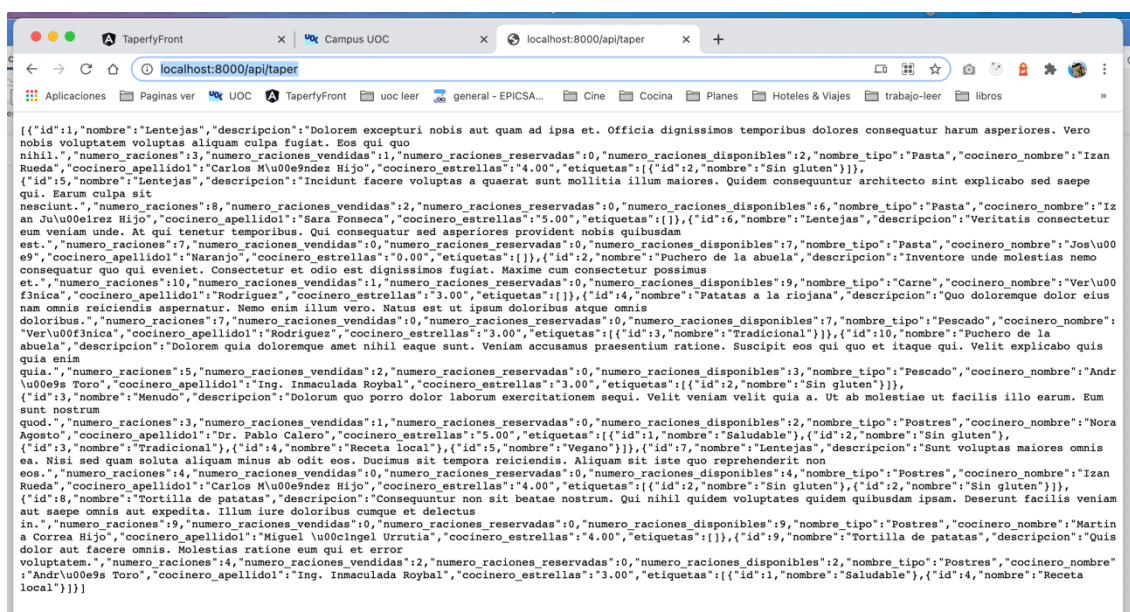 TaperfyFront
Campus UOC
localhost:8000/api/taper
localhost:8000/api/taper
Aplicaciones Paginas ver UOC TaperfyFront uoc leer general - EPICSA... Cine Cocina Planes Hoteles & Viajes trabajo-leer libros »
[{"id":1,"nombre":"Lentejas","descripcion":"Dolorem excepturi nobis aut quam ad ipsa et. Officia dignissimos temporibus dolores consequatur harum asperiores. Vero
nobis voluptatem voluptas aliquam culpa fugiat. Eos qui quo
nihil.","numero_raciones":3,"numero_raciones_vendidas":1,"numero_raciones_reservadas":0,"numero_raciones_disponibles":2,"nombre_tipo":"Pasta","cocinero_nombre":"Izan
Rueda","cocinero_apellido1":"Carlos M\u00e9ndez Hijo","cocinero_estrellas":"4.00","etiquetas":[{"id":2,"nombre":"Sin gluten"}]},
{"id":5,"nombre":"Lentejas","descripcion":"Incidunt facere voluptas a quaerat sunt mollitia illum maiores. Quidem consequuntur architecto sint explicabo sed saepe
qui. Earum culpa sit
nesciunt.","numero_raciones":8,"numero_raciones_vendidas":2,"numero_raciones_reservadas":0,"numero_raciones_disponibles":6,"nombre_tipo":"Pasta","cocinero_nombre":"Iz
an Ju\u00e1rez Hijo","cocinero_apellido1":"Sara Fonseca","cocinero_estrellas":"5.00","etiquetas":[]},{"id":6,"nombre":"Lentejas","descripcion":"Veritatis consectetur
eum veniam unde. At qui tenetur temporibus. Qui consequatur sed asperiores provident nobis quibusdam
est.","numero_raciones":7,"numero_raciones_vendidas":0,"numero_raciones_reservadas":0,"numero_raciones_disponibles":7,"nombre_tipo":"Pasta","cocinero_nombre":"Jos\u00
e9","cocinero_apellido1":"Naranjo","cocinero_estrellas":"0.00","etiquetas":[]},{"id":2,"nombre":"Puchero de la abuela","descripcion":"Inventore unde molestias nemo
consequatur quo qui eveniet. Consectetur et odio est dignissimos fugiat. Maxime cum consectetur possimus
et.","numero_raciones":10,"numero_raciones_vendidas":1,"numero_raciones_reservadas":0,"numero_raciones_disponibles":9,"nombre_tipo":"Carne","cocinero_nombre":"Ver\u00
f3nica","cocinero_apellido1":"Rodriguez","cocinero_estrellas":"3.00","etiquetas":[]},{"id":4,"nombre":"Patatas a la riojana","descripcion":"Quo doloremque dolor eius
nam omnis reiciendis aspernatur. Nemo enim illum vero. Natus est ut ipsum doloribus atque omnis
doloribus.","numero_raciones":7,"numero_raciones_vendidas":0,"numero_raciones_reservadas":0,"numero_raciones_disponibles":7,"nombre_tipo":"Pescado","cocinero_nombre":
"Ver\u00f3nica","cocinero_apellido1":"Rodriguez","cocinero_estrellas":"3.00","etiquetas":[{"id":3,"nombre":"Tradicional"}]},{"id":10,"nombre":"Puchero de la
abuela","descripcion":"Dolorem quia doloremque amet nihil eaque sunt. Veniam accusamus praesentium ratione. Suscipit eos qui quo et itaque qui. Velit explicabo quis
quia enim
quia.","numero_raciones":5,"numero_raciones_vendidas":2,"numero_raciones_reservadas":0,"numero_raciones_disponibles":3,"nombre_tipo":"Pescado","cocinero_nombre":"Andr
\u00e9s Toro","cocinero_apellido1":"Ing. Inmaculada Roybal","cocinero_estrellas":"3.00","etiquetas":[{"id":2,"nombre":"Sin gluten"}]},
{"id":3,"nombre":"Menudo","descripcion":"Dolorum quo porro dolor laborum exercitationem sequi. Velit veniam velit quia a. Ut ab molestiae ut facilis illo earum. Eum
sunt nostrum
quod.","numero_raciones":3,"numero_raciones_vendidas":1,"numero_raciones_reservadas":0,"numero_raciones_disponibles":2,"nombre_tipo":"Postres","cocinero_nombre":"Nora
Agosto","cocinero_apellido1":"Dr. Pablo Calero","cocinero_estrellas":"5.00","etiquetas":[{"id":1,"nombre":"Saludable"},{"id":2,"nombre":"Sin gluten"},
{"id":3,"nombre":"Tradicional"},{"id":4,"nombre":"Receta local"},{"id":5,"nombre":"Vegano"}]},{"id":7,"nombre":"Lentejas","descripcion":"Sunt voluptas maiores omnis
ea. Nisi sed quam soluta aliquam minus ab odit eos. Ducimus sit tempora reiciendis. Aliquam sit iste quo reprehenderit non
eos.","numero_raciones":4,"numero_raciones_vendidas":0,"numero_raciones_reservadas":0,"numero_raciones_disponibles":4,"nombre_tipo":"Postres","cocinero_nombre":"Izan
Rueda","cocinero_apellido1":"Carlos M\u00e9ndez Hijo","cocinero_estrellas":"4.00","etiquetas":[{"id":2,"nombre":"Sin gluten"},{"id":2,"nombre":"Sin gluten"}]},
{"id":8,"nombre":"Tortilla de patatas","descripcion":"Consequuntur non sit beatae nostrum. Qui nihil quidem voluptates quidem quibusdam ipsam. Deserunt facilis veniam
aut saepe omnis aut expedita. Illum iure doloribus cumque et delectus
in.","numero_raciones":9,"numero_raciones_vendidas":0,"numero_raciones_reservadas":0,"numero_raciones_disponibles":9,"nombre_tipo":"Postres","cocinero_nombre":"Martin
a Correa Hijo","cocinero_apellido1":"Miguel \u00c1ngel Urrutia","cocinero_estrellas":"4.00","etiquetas":[]},{"id":9,"nombre":"Tortilla de patatas","descripcion":"Quis
dolor aut facere omnis. Molestias ratione eum qui et error
voluptatem.","numero_raciones":4,"numero_raciones_vendidas":2,"numero_raciones_reservadas":0,"numero_raciones_disponibles":2,"nombre_tipo":"Postres","cocinero_nombre"
:"Andr\u00e9s Toro","cocinero_apellido1":"Ing. Inmaculada Roybal","cocinero_estrellas":"3.00","etiquetas":[{"id":1,"nombre":"Saludable"},{"id":4,"nombre":"Receta
local"}]}]